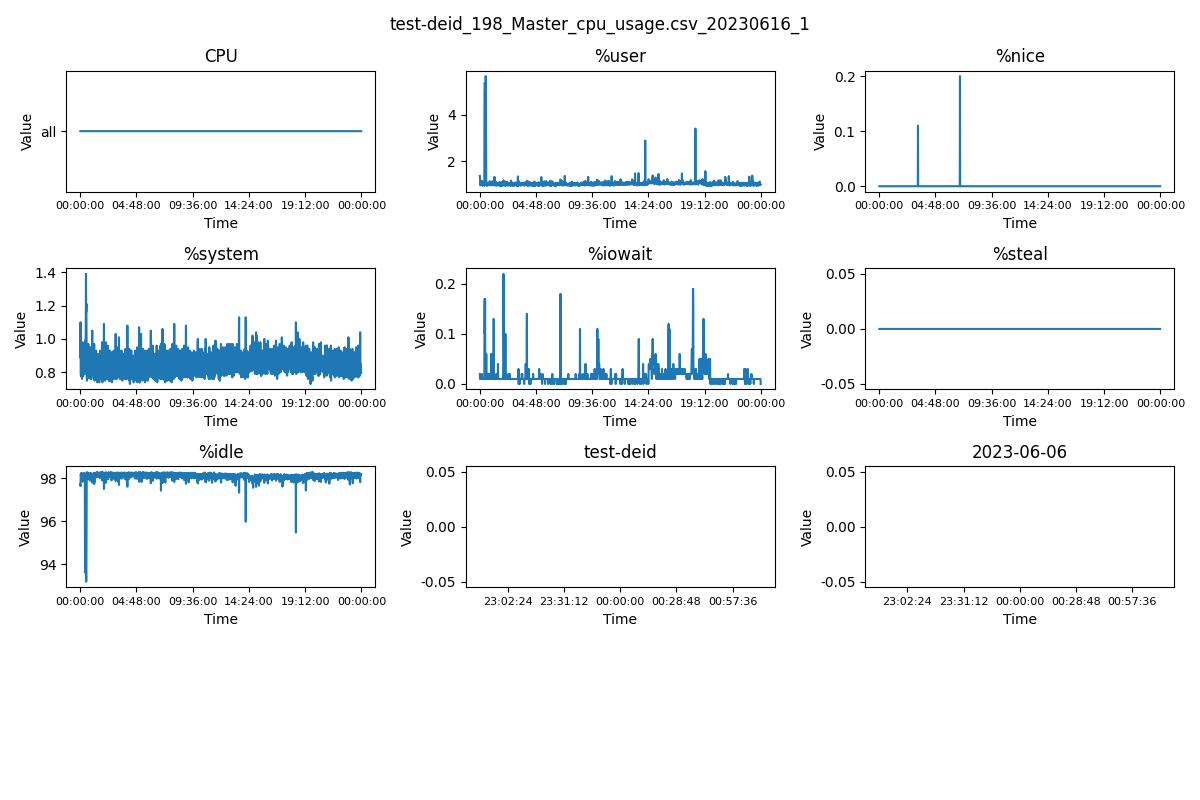 test-deid_198_Master_cpu_usage.csv_20230616_1
CPU
Value
all
00:00:00 04:48:00 09:36:00 14:24:00 19:12:00 00:00:00
Time
%user
Value
4
2
00:00:00 04:48:00 09:36:00 14:24:00 19:12:00 00:00:00
Time
%nice
Value
0.2
0.1
0.0
00:00:00 04:48:00 09:36:00 14:24:00 19:12:00 00:00:00
Time
%system
Value
1.4
1.2
1.0
0.8
00:00:00 04:48:00 09:36:00 14:24:00 19:12:00 00:00:00
Time
%iowait
Value
0.2
0.1
0.0
00:00:00 04:48:00 09:36:00 14:24:00 19:12:00 00:00:00
Time
%steal
Value
0.05
0.00
-0.05
00:00:00 04:48:00 09:36:00 14:24:00 19:12:00 00:00:00
Time
%idle
Value
98
96
94
00:00:00 04:48:00 09:36:00 14:24:00 19:12:00 00:00:00
Time
test-deid
Value
0.05
0.00
-0.05
23:02:24 23:31:12 00:00:00 00:28:48 00:57:36
Time
2023-06-06
Value
0.05
0.00
-0.05
23:02:24 23:31:12 00:00:00 00:28:48 00:57:36
Time